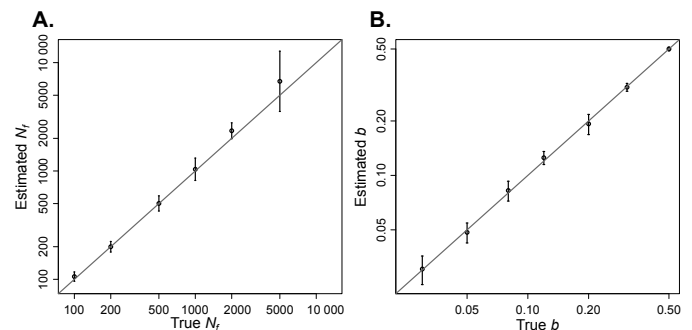 A.
Estimated N_f
10 000
5000
2000
1000
500
200
100
100 200 500 1000 2000 5000 10 000
True N_f
B.
Estimated b
0.50
0.20
0.10
0.05
0.05 0.10 0.20 0.50
True b